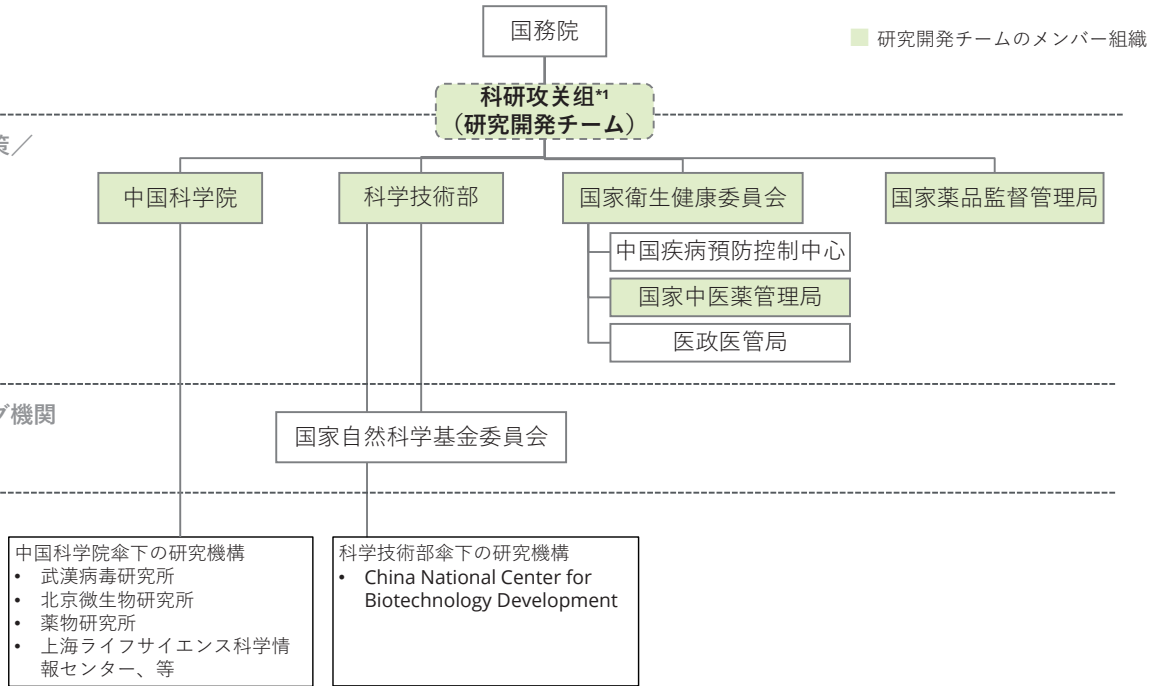 国務院
研究開発チームのメンバー組織
科研攻关组*1
（研究開発チーム）
策／
中国科学院
科学技術部
国家衛生健康委員会
国家薬品監督管理局
中国疾病預防控制中心
国家中医薬管理局
医政医管局
グ機関
国家自然科学基金委員会
中国科学院傘下の研究機構
• 武漢病毒研究所
• 北京微生物研究所
• 薬物研究所
• 上海ライフサイエンス科学情
報センター、等
科学技術部傘下の研究機構
• China National Center for
Biotechnology Development